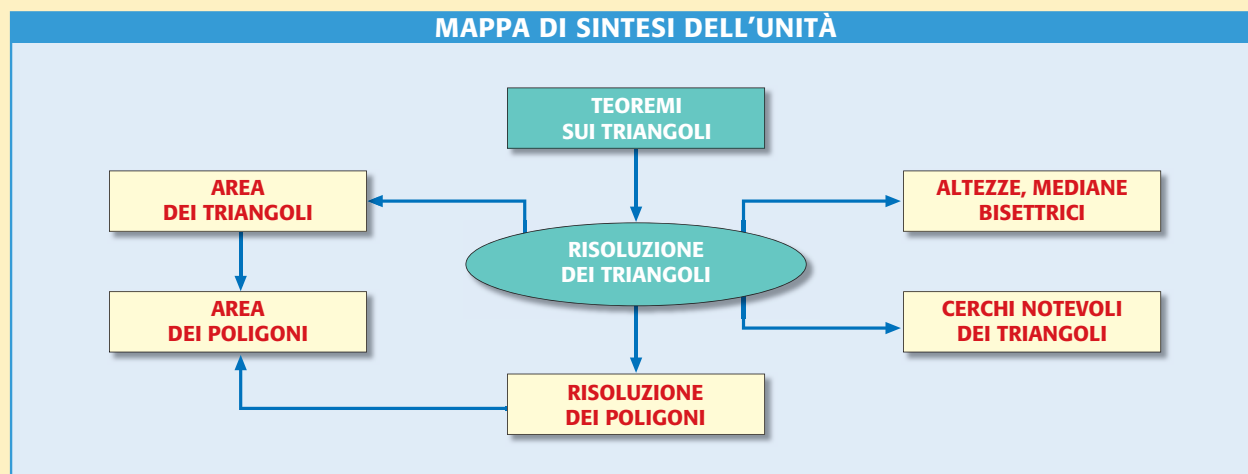 MAPPA DI SINTESI DELL'UNITÀ
TEOREMI
SUI TRIANGOLI
AREA
DEI TRIANGOLI
ALTEZZE, MEDIANE
BISETTRICI
RISOLUZIONE
DEI TRIANGOLI
AREA
DEI POLIGONI
CERCHI NOTEVOLI
DEI TRIANGOLI
RISOLUZIONE
DEI POLIGONI